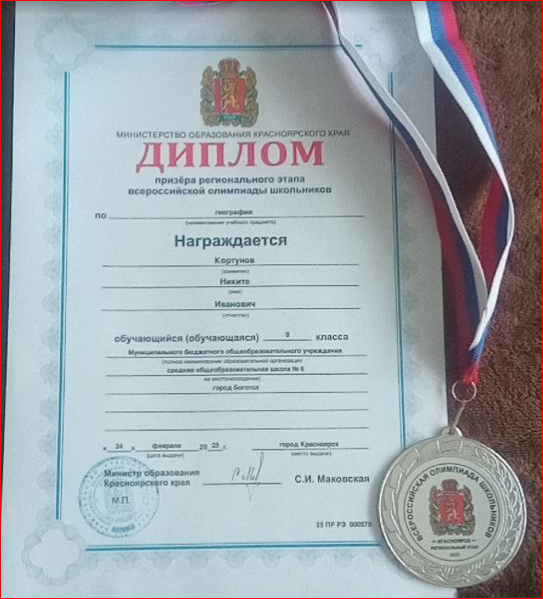 МИНИСТЕРСТВО ОБРАЗОВАНИЯ КРАСНОЯРСКОГО КРАЯ
ДИПЛОМ
призёра регионального этапа
всероссийской олимпиады школьников
по географии
(наименование учебного предмета)
Награждается
Кортунов
(фамилия)
Никита
(имя)
Иванович
(отчество)
обучающийся (обучающаяся) 9 класса
Муниципального бюджетного общеобразовательного учреждения
(полное наименование образовательной организации
средняя общеобразовательная школа № 6
ее местонахождение)
город Боготол
« 24 » февраля 20 25 г. город Красноярск
(дата выдачи) (место выдачи)
Министр образования
Красноярского края С.И. Маковская
М.П.
25 ПР РЭ 000575
ВСЕРОССИЙСКАЯ ОЛИМПИАДА ШКОЛЬНИКОВ
КРАСНОЯРСК
РЕГИОНАЛЬНЫЙ ЭТАП